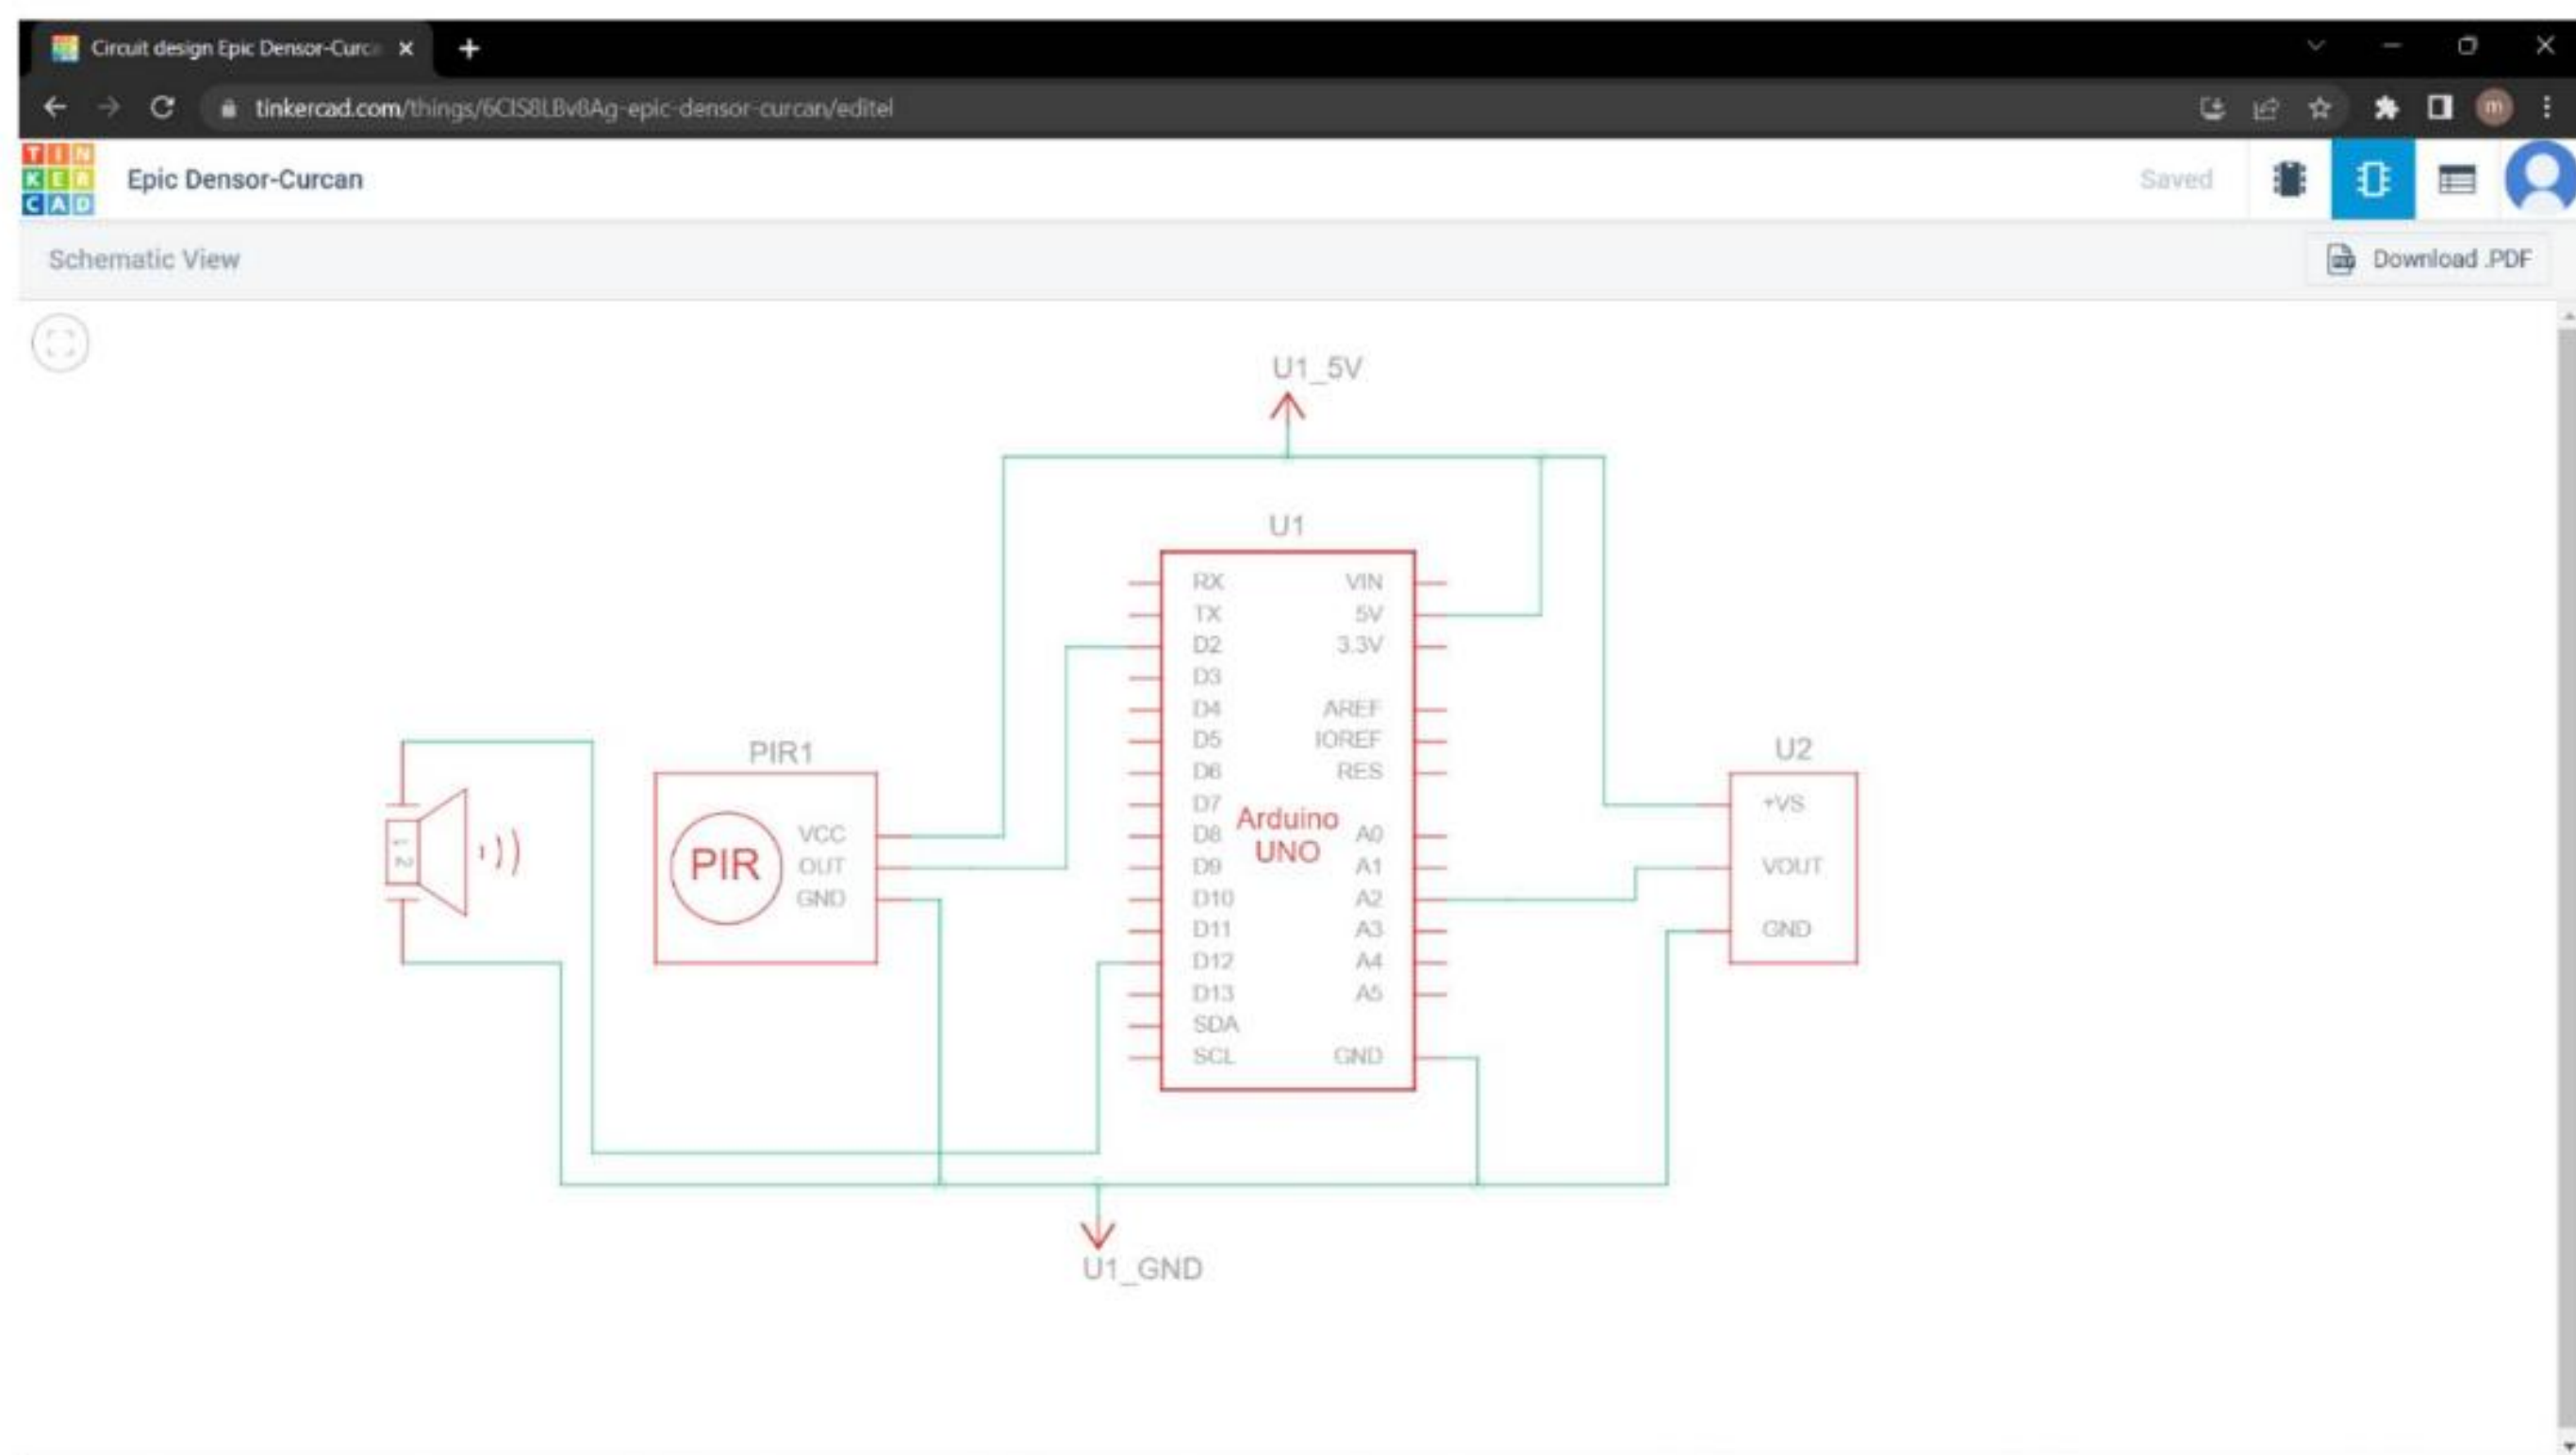 Circuit design Epic Densor-Curca
tinkercad.com/things/6CIS8LBv8Ag-epic-densor-curcan/editel
TIN
KER
CAD
Epic Densor-Curcan
Saved
m
Schematic View
Download .PDF
U1_5V
U1
RX VIN
TX 5V
D2 3.3V
D3
D4 AREF
D5 IOREF
D6 RES
D7
D8 A0
D9 A1
D10 A2
D11 A3
D12 A4
D13 A5
SDA
SCL GND
Arduino
UNO
1 2
PIR1
PIR
VCC
OUT
GND
U2
+VS
VOUT
GND
U1_GND